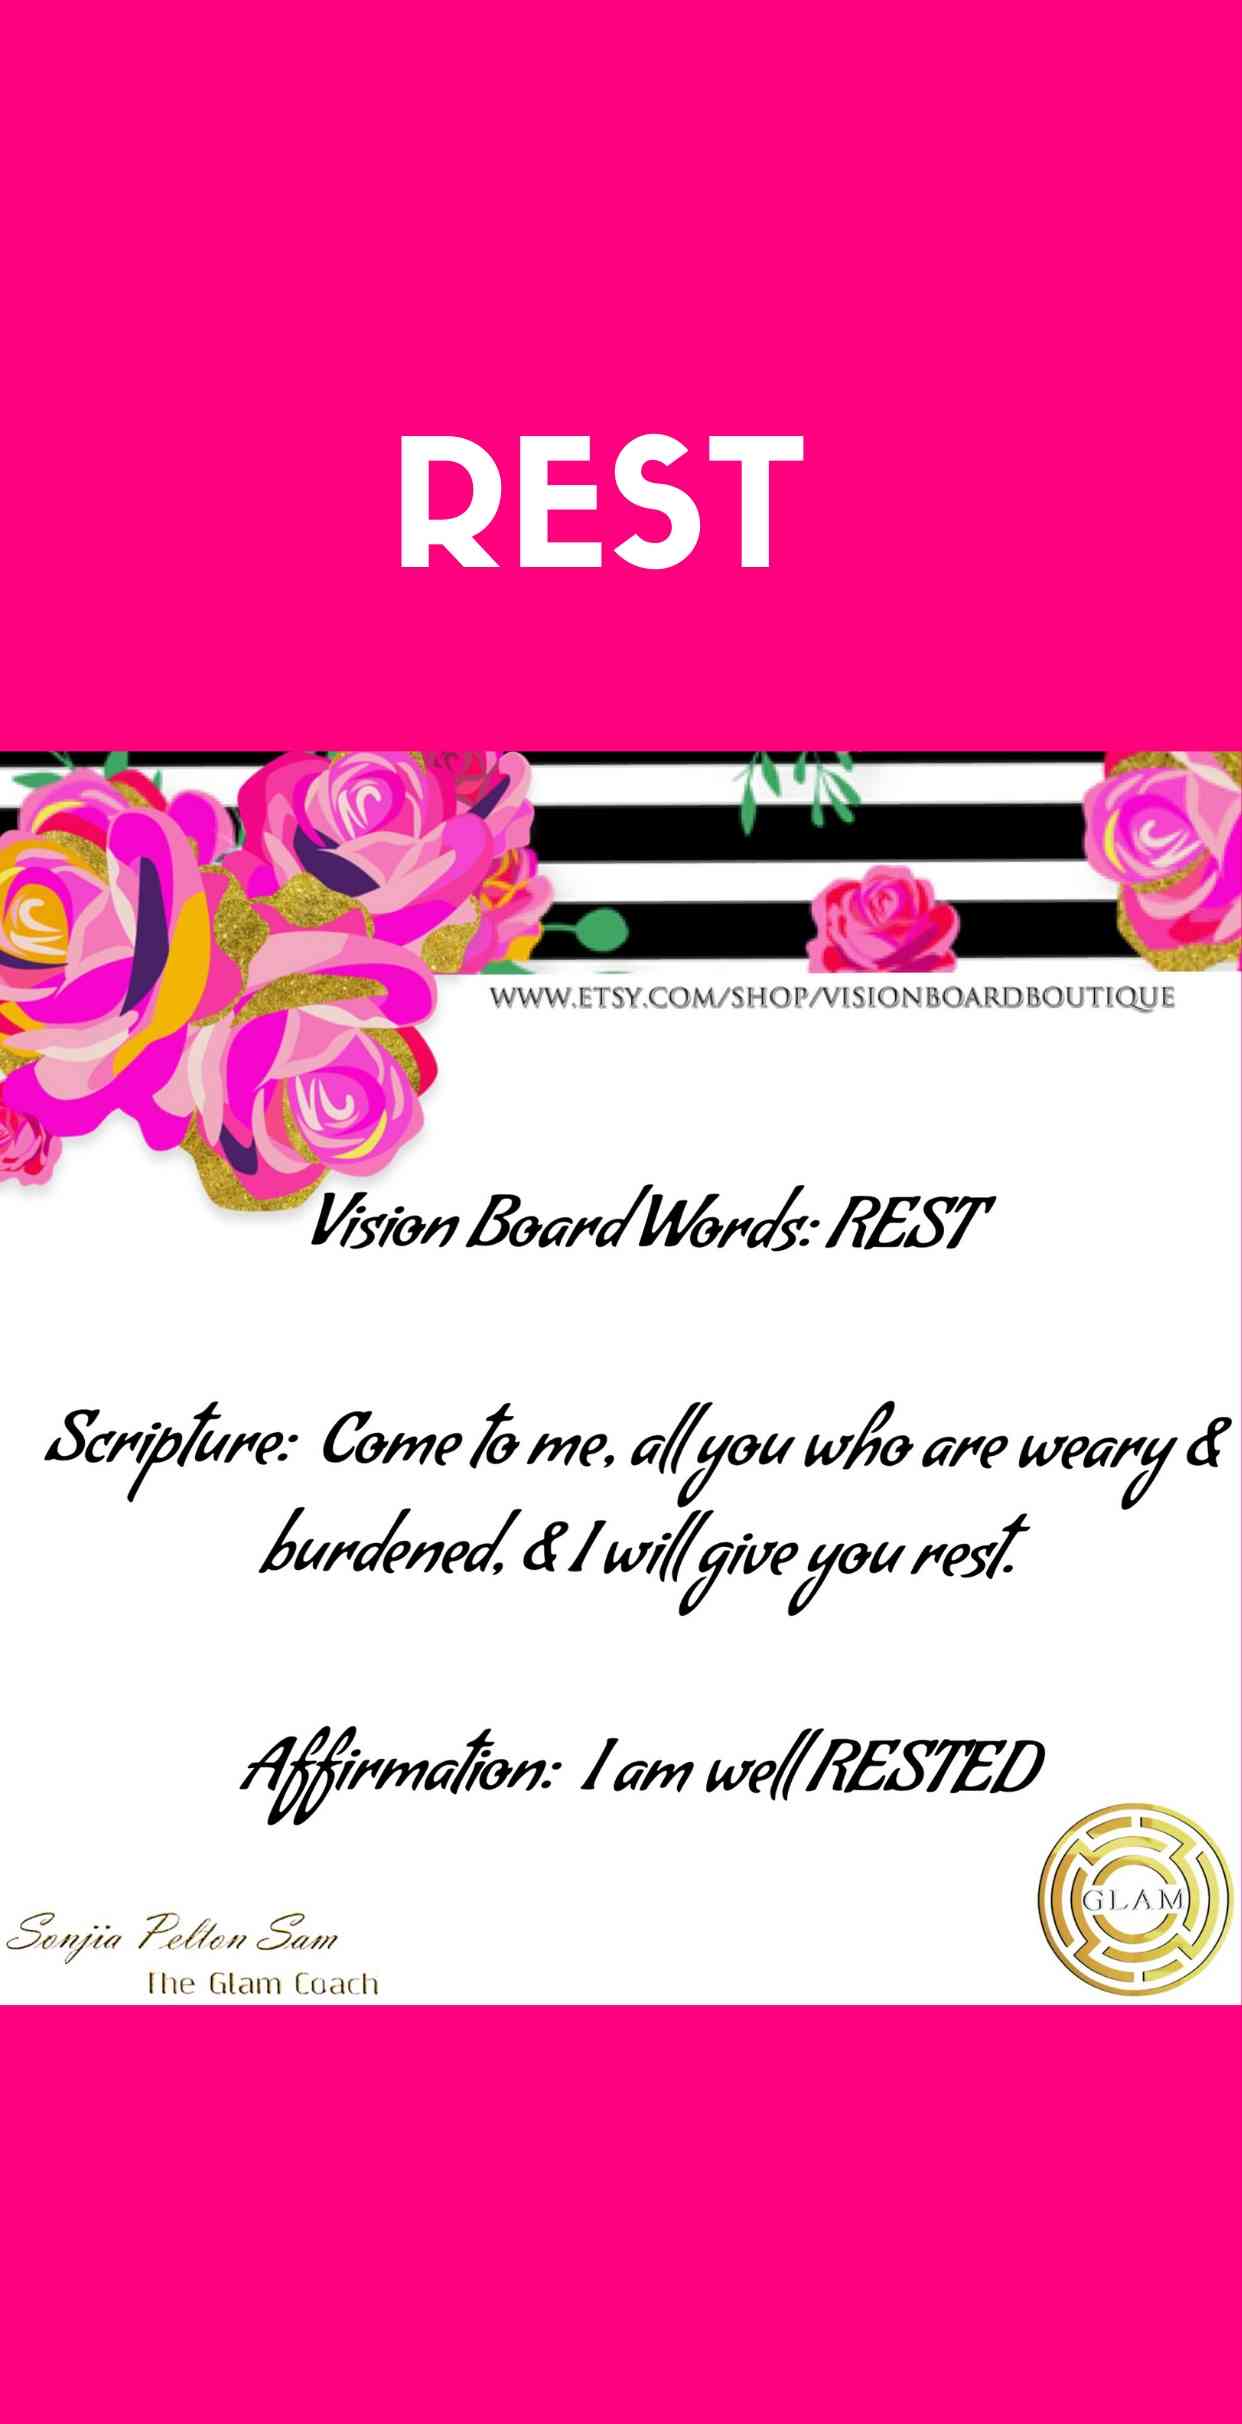 REST
WWW.ETSY.COM/SHOP/VISIONBOARDBOUTIQUE
Vision Board Words: REST
Scripture: Come to me, all you who are weary &
burdened, & I will give you rest.
Affirmation: I am well RESTED
GLAM
Sonjia Pelton Sam
The Glam Coach